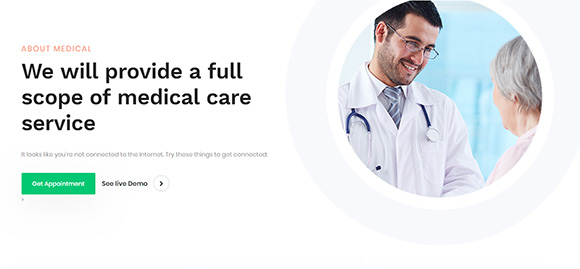 ABOUT MEDICAL
We will provide a full
scope of medical care
service
It looks like you're not connected to the internet. Try these things to get connected:
Get Appointment
See live Demo